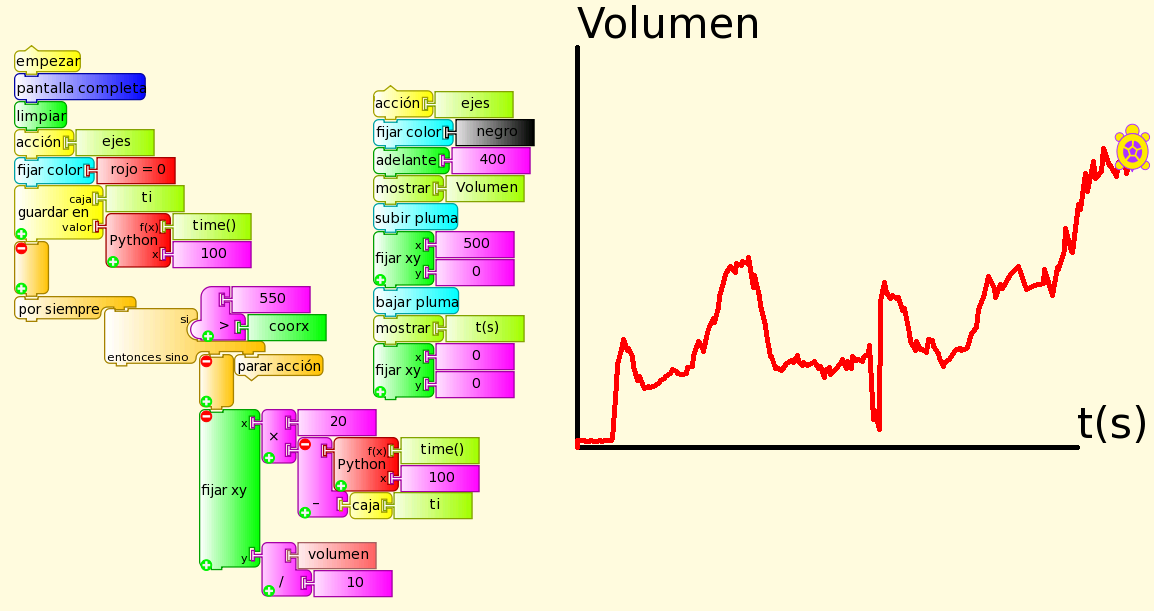 Volumen
empezar
pantalla completa
limpiar
acción ejes
fijar color rojo = 0
caja ti
guardar en
valor
Python f(x) time()
x 100
por siempre
si
550
> coorx
entonces sino
parar acción
fijar xy
x
× 20
Python f(x) time()
x 100
− caja ti
y
volumen
/ 10
acción ejes
fijar color negro
adelante 400
mostrar Volumen
subir pluma
fijar xy
x 500
y 0
bajar pluma
mostrar t(s)
fijar xy
x 0
y 0
t(s)